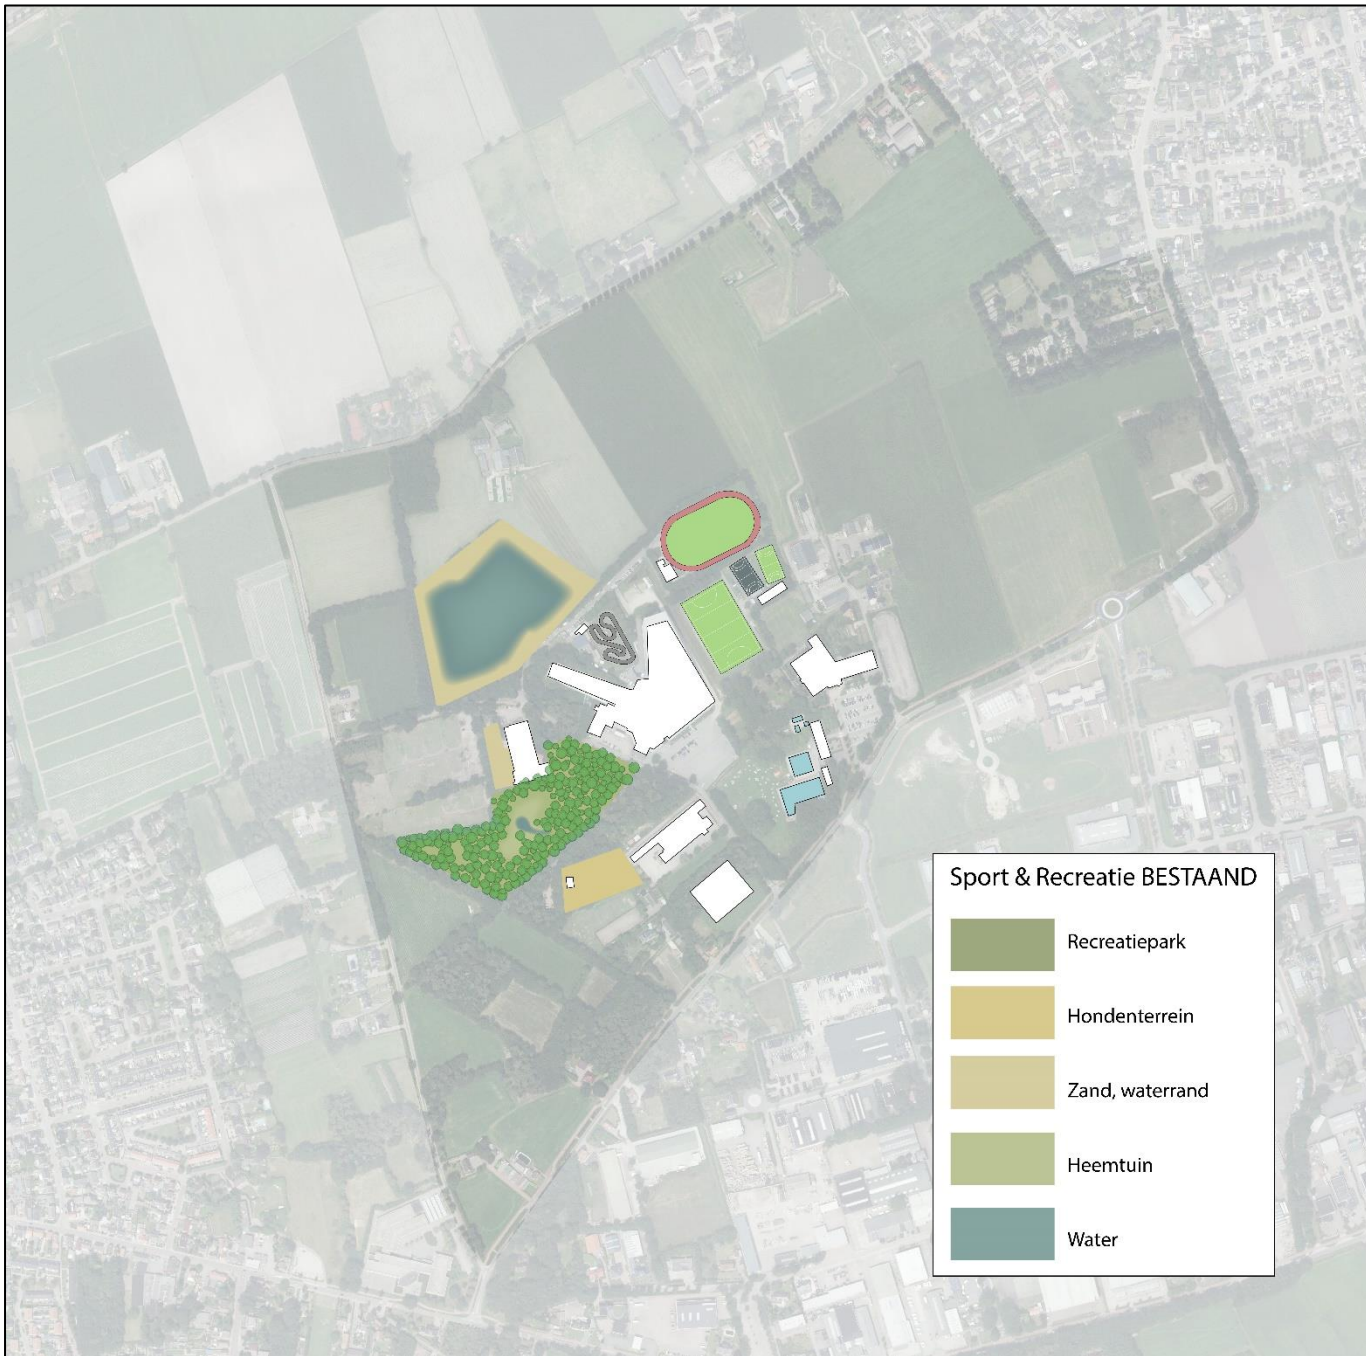 Sport & Recreatie BESTAAND
Recreatiepark
Hondenterrein
Zand, waterrand
Heemtuin
Water